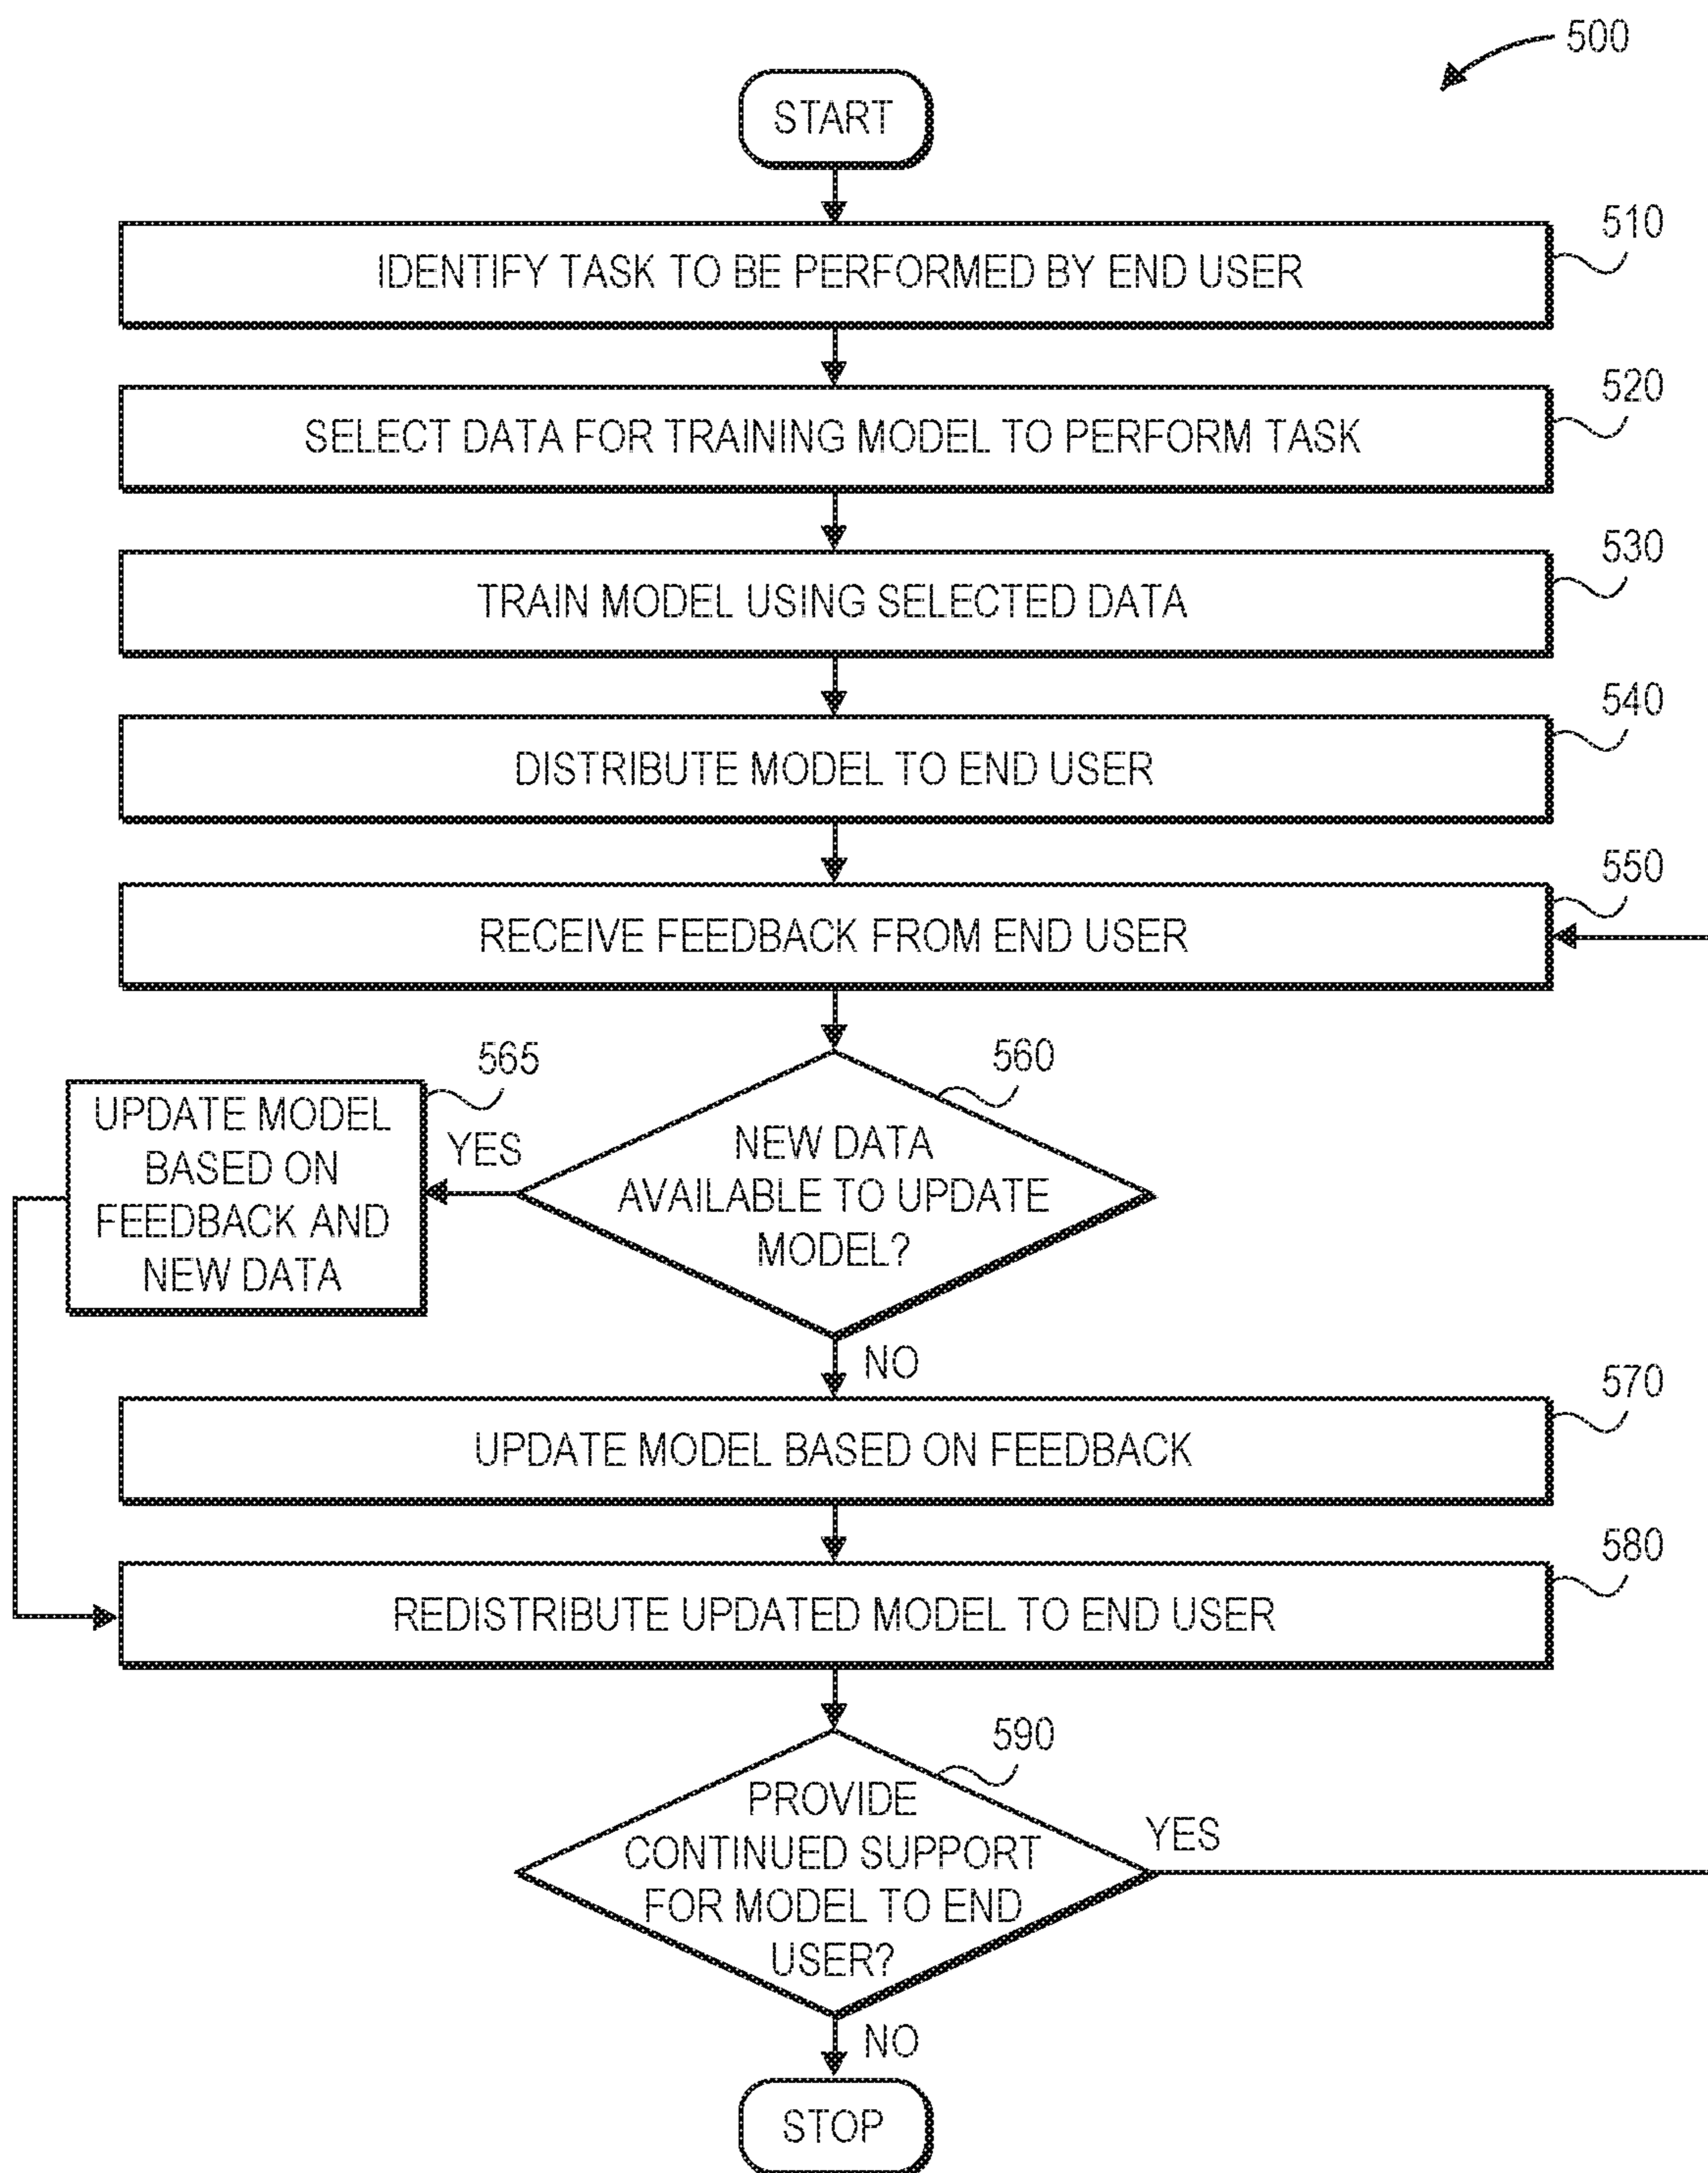 500
START
510
IDENTIFY TASK TO BE PERFORMED BY END USER
520
SELECT DATA FOR TRAINING MODEL TO PERFORM TASK
530
TRAIN MODEL USING SELECTED DATA
540
DISTRIBUTE MODEL TO END USER
550
RECEIVE FEEDBACK FROM END USER
560
NEW DATA
AVAILABLE TO UPDATE
MODEL?
YES
565
UPDATE MODEL
BASED ON
FEEDBACK AND
NEW DATA
NO
570
UPDATE MODEL BASED ON FEEDBACK
580
REDISTRIBUTE UPDATED MODEL TO END USER
590
PROVIDE
CONTINUED SUPPORT
FOR MODEL TO END
USER?
YES
NO
STOP